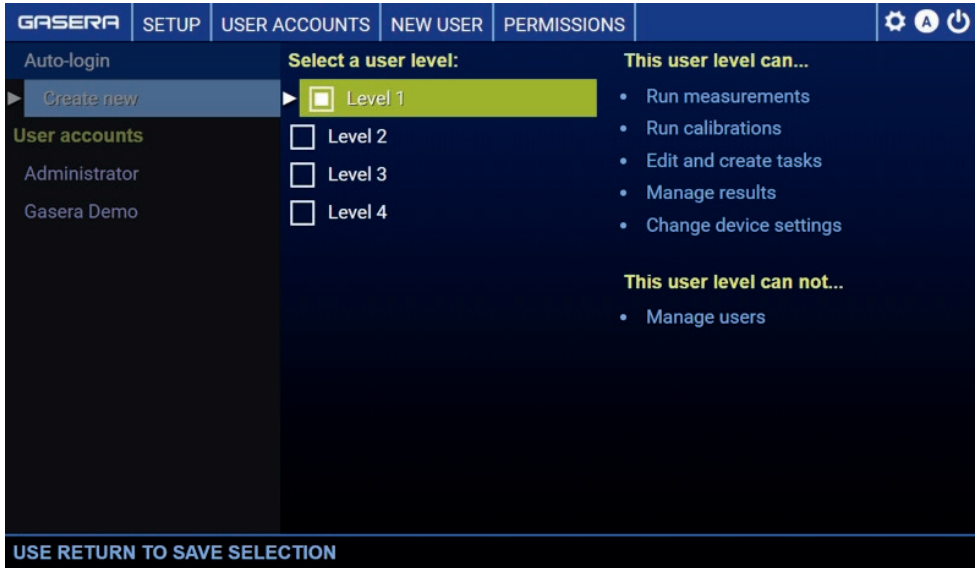 GASERA SETUP USER ACCOUNTS NEW USER PERMISSIONS A
Auto-login
Create new
User accounts
Administrator
Gasera Demo
Select a user level:
Level 1
Level 2
Level 3
Level 4
This user level can...
• Run measurements
• Run calibrations
• Edit and create tasks
• Manage results
• Change device settings
This user level can not...
• Manage users
USE RETURN TO SAVE SELECTION